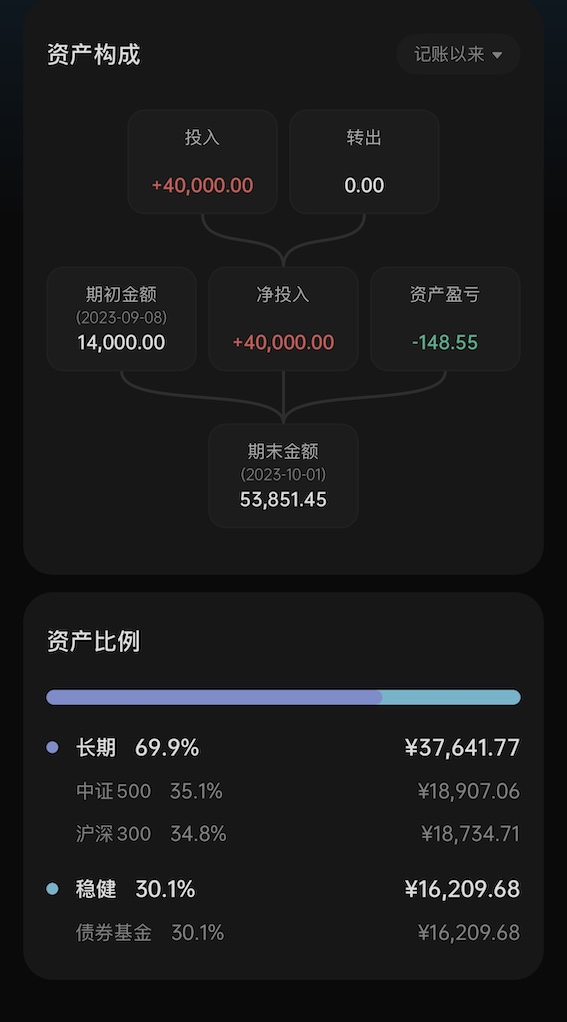 资产构成 记账以来
投入 转出
+40,000.00 0.00
期初金额 净投入 资产盈亏
(2023-09-08)
14,000.00 +40,000.00 -148.55
期末金额
(2023-10-01)
53,851.45
资产比例
长期 69.9% ¥37,641.77
中证500 35.1% ¥18,907.06
沪深300 34.8% ¥18,734.71
稳健 30.1% ¥16,209.68
债券基金 30.1% ¥16,209.68